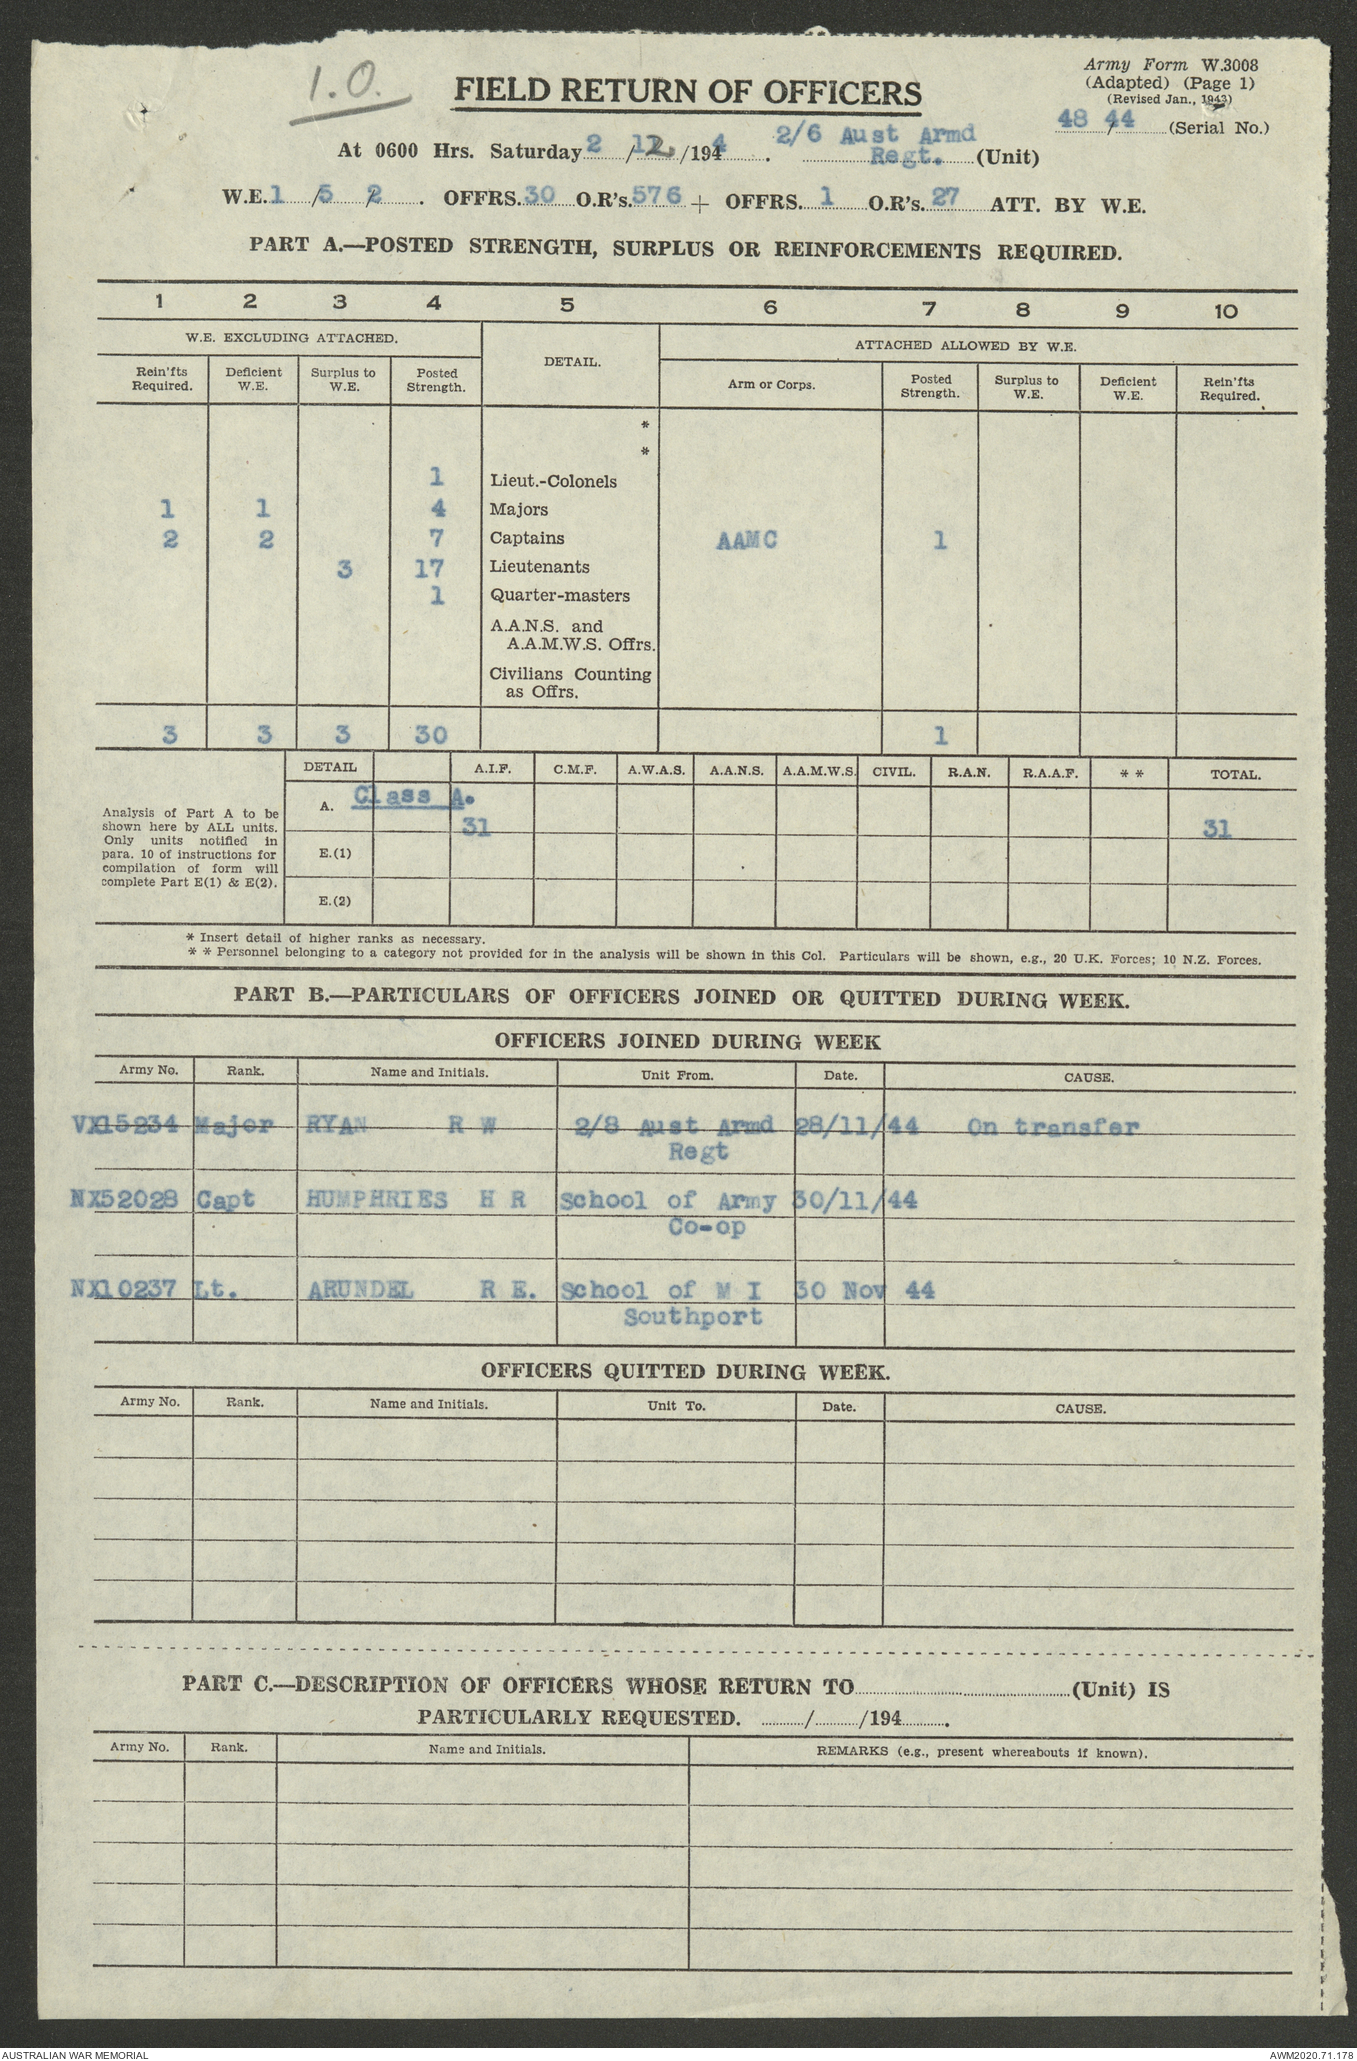 1.0.
Army Form W.3008
(Adapted) (Page 1)
(Revised Jan., 1943)
FIELD RETURN OF OFFICERS
48/44 (Serial No.)
At 0600 Hrs. Saturday 2/12/1944. 2/6 Aust Armd
Regt. (Unit)
W.E. 1/5/2. OFFRS. 30 O.R's. 576 + OFFRS. 1 O.R's. 27 ATT. BY W.E.
PART A.—POSTED STRENGTH, SURPLUS OR REINFORCEMENTS REQUIRED.
1 2 3 4 5 6 7 8 9 10
W.E. EXCLUDING ATTACHED. DETAIL. ATTACHED ALLOWED BY W.E.
Rein'fts Required. Deficient W.E. Surplus to W.E. Posted Strength. Arm or Corps. Posted Strength. Surplus to W.E. Deficient W.E. Rein'fts Required.
*
*
1 Lieut.-Colonels
1 1 4 Majors
2 2 7 Captains AAMC 1
3 17 Lieutenants
1 Quarter-masters
A.A.N.S. and
A.A.M.W.S. Offrs.
Civilians Counting
as Offrs.
3 3 3 30 1
DETAIL A.I.F. C.M.F. A.W.A.S. A.A.N.S. A.A.M.W.S. CIVIL. R.A.N. R.A.A.F. * * TOTAL.
Analysis of Part A to be
shown here by ALL units.
Only units notified in
para. 10 of instructions for
compilation of form will
complete Part E(1) & E(2).
A. Class A.
31 31
E.(1)
E.(2)
* Insert detail of higher ranks as necessary.
* * Personnel belonging to a category not provided for in the analysis will be shown in this Col. Particulars will be shown, e.g., 20 U.K. Forces; 10 N.Z. Forces.
PART B.—PARTICULARS OF OFFICERS JOINED OR QUITTED DURING WEEK.
OFFICERS JOINED DURING WEEK
Army No. Rank. Name and Initials. Unit From. Date. CAUSE.
VX15234 Major RYAN R W 2/8 Aust Armd 28/11/44 On transfer
Regt
NX52028 Capt HUMPHRIES H R School of Army 30/11/44
Co-op
NX10237 Lt. ARUNDEL R E. School of M I 30 Nov 44
Southport
OFFICERS QUITTED DURING WEEK.
Army No. Rank. Name and Initials. Unit To. Date. CAUSE.
PART C.—DESCRIPTION OF OFFICERS WHOSE RETURN TO (Unit) IS
PARTICULARLY REQUESTED. / /194 .
Army No. Rank. Name and Initials. REMARKS (e.g., present whereabouts if known).
AUSTRALIAN WAR MEMORIAL AWM2020.71.178